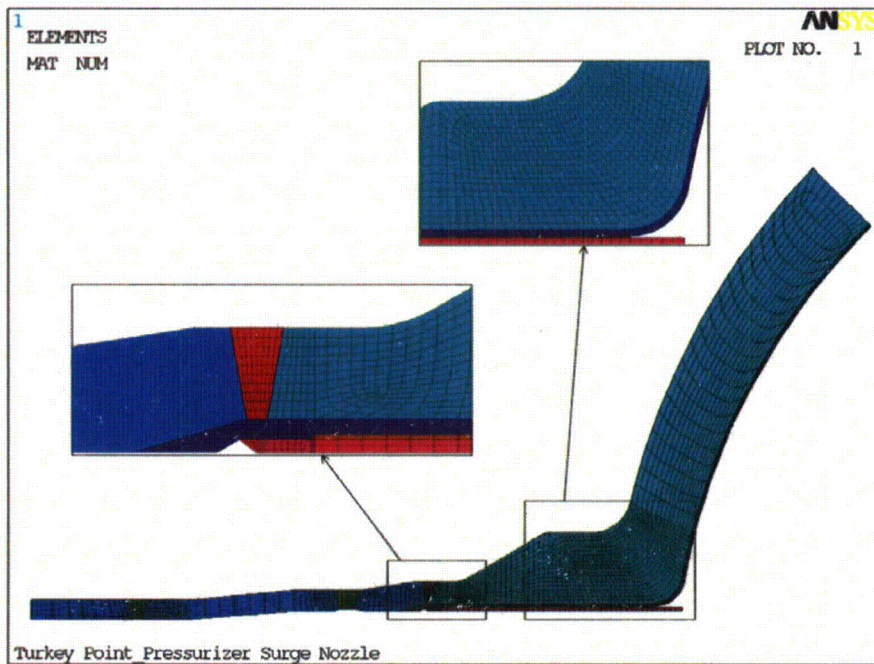 1
ELEMENTS
MAT NUM
ANSYS
PLOT NO. 1
Turkey Point_Pressurizer Surge Nozzle